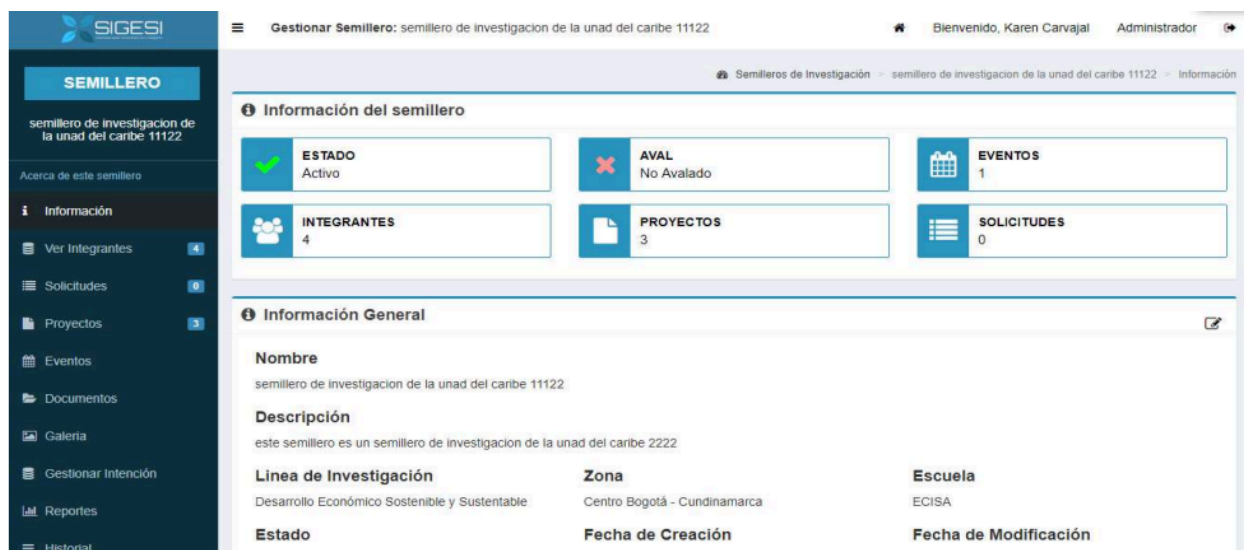 SIGESI
Gestionar Semillero: semillero de investigacion de la unad del caribe 11122
Bienvenido, Karen Carvajal
Administrador
SEMILLERO
semillero de investigacion de
la unad del caribe 11122
Acerca de este semillero
Información
Ver Integrantes 4
Solicitudes 0
Proyectos 3
Eventos
Documentos
Galeria
Gestionar Intención
Reportes
Historial
Semilleros de Investigación > semillero de investigacion de la unad del caribe 11122 > Información
Información del semillero
ESTADO
Activo
AVAL
No Avalado
EVENTOS
1
INTEGRANTES
4
PROYECTOS
3
SOLICITUDES
0
Información General
Nombre
semillero de investigacion de la unad del caribe 11122
Descripción
este semillero es un semillero de investigacion de la unad del caribe 2222
Linea de Investigación
Desarrollo Económico Sostenible y Sustentable
Zona
Centro Bogotá - Cundinamarca
Escuela
ECISA
Estado
Fecha de Creación
Fecha de Modificación